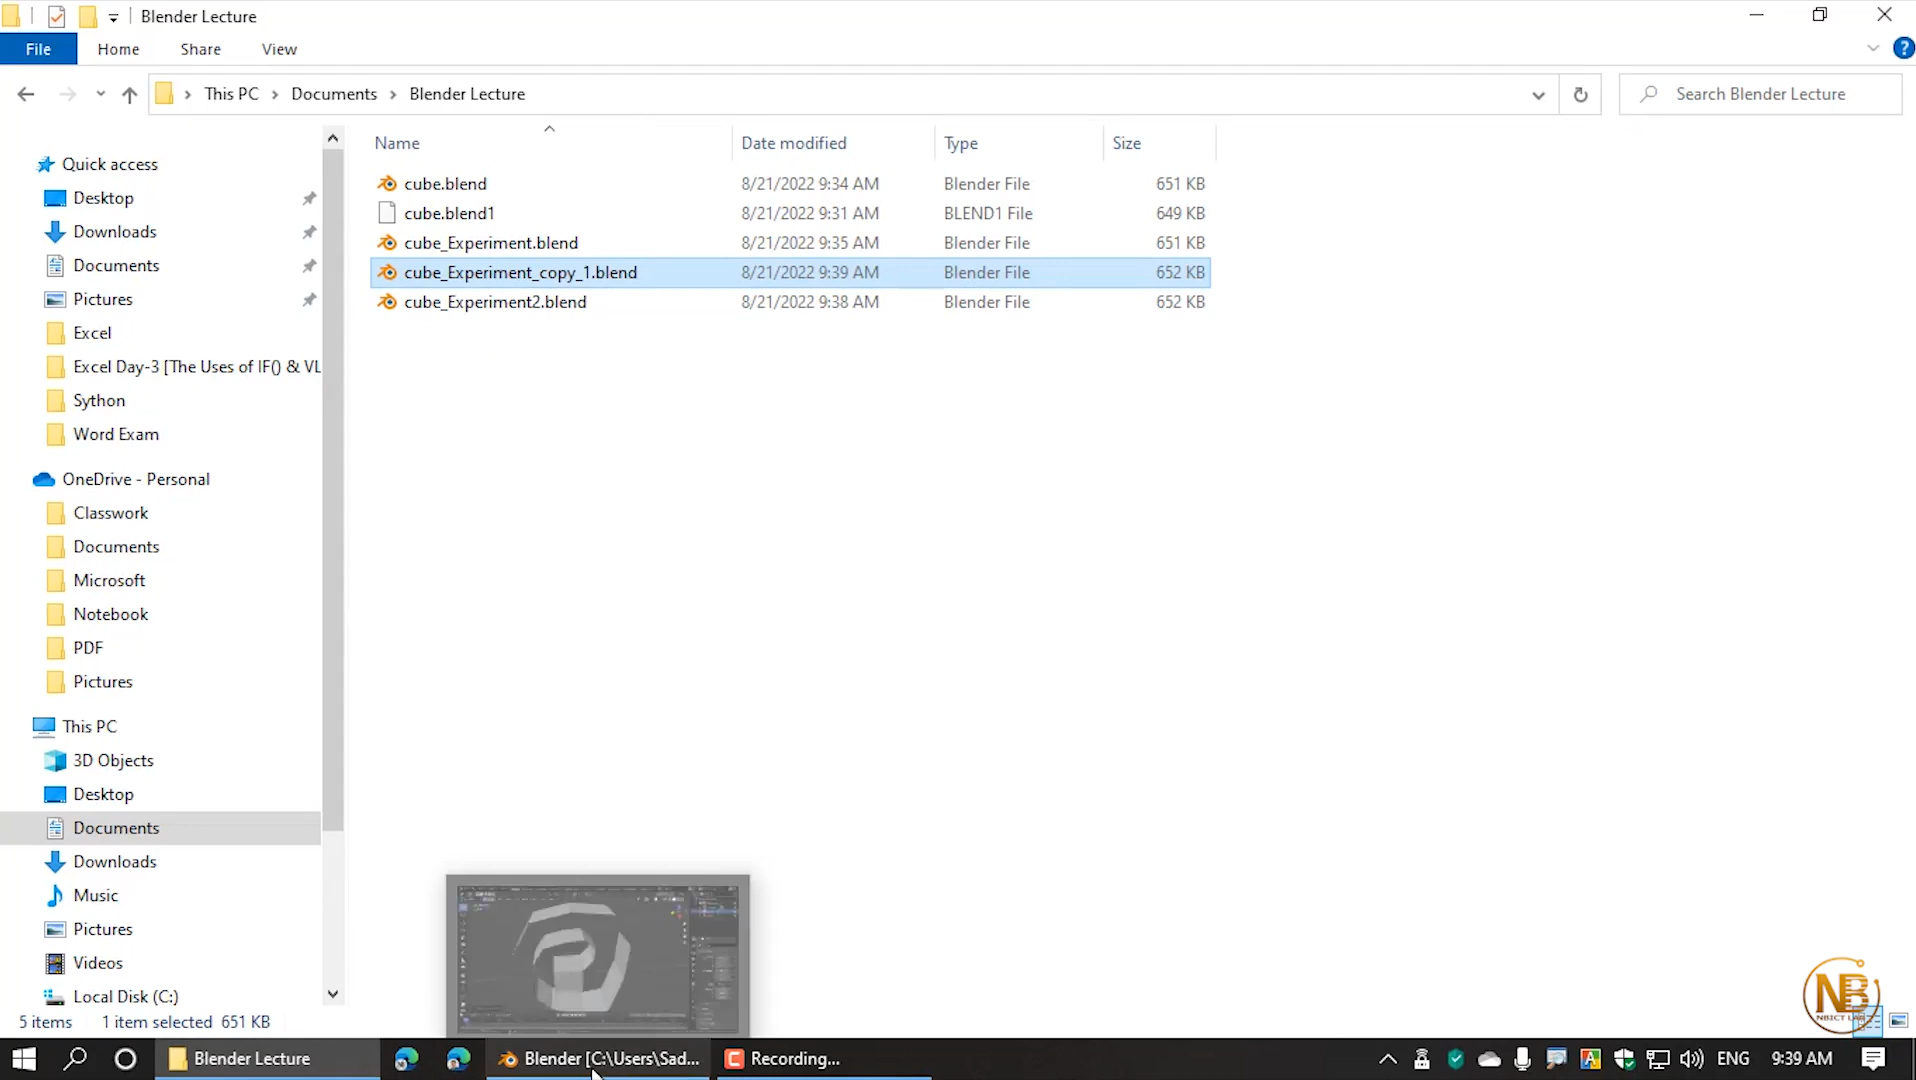 Blender Lecture
File Home Share View
This PC Documents Blender Lecture Search Blender Lecture
Name Date modified Type Size
cube.blend 8/21/2022 9:34 AM Blender File 651 KB
cube.blend1 8/21/2022 9:31 AM BLEND1 File 649 KB
cube_Experiment.blend 8/21/2022 9:35 AM Blender File 651 KB
cube_Experiment_copy_1.blend 8/21/2022 9:39 AM Blender File 652 KB
cube_Experiment2.blend 8/21/2022 9:38 AM Blender File 652 KB
Quick access
Desktop
Downloads
Documents
Pictures
Excel
Excel Day-3 [The Uses of IF() & VL
Sython
Word Exam
OneDrive - Personal
Classwork
Documents
Microsoft
Notebook
PDF
Pictures
This PC
3D Objects
Desktop
Documents
Downloads
Music
Pictures
Videos
Local Disk (C:)
5 items 1 item selected 651 KB
NB
NBICT LAB
Blender Lecture Blender [C:\Users\Sad... Recording... ENG 9:39 AM